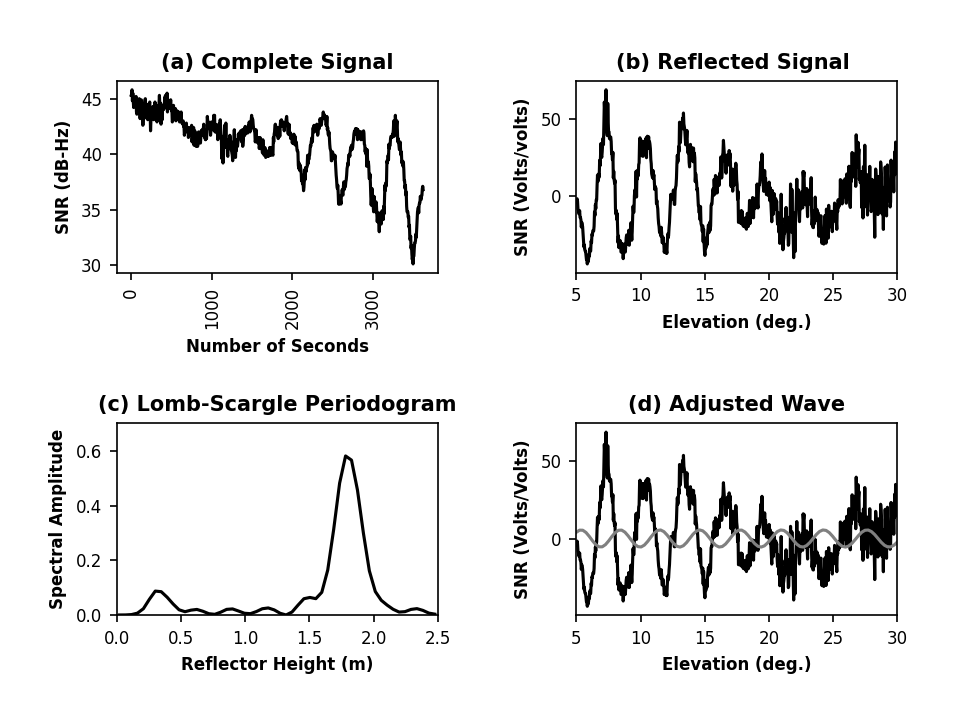 (a) Complete Signal
SNR (dB-Hz)
45
40
35
30
0
1000
2000
3000
Number of Seconds
(b) Reflected Signal
SNR (Volts/volts)
50
0
5
10
15
20
25
30
Elevation (deg.)
(c) Lomb-Scargle Periodogram
Spectral Amplitude
0.6
0.4
0.2
0.0
0.0
0.5
1.0
1.5
2.0
2.5
Reflector Height (m)
(d) Adjusted Wave
SNR (Volts/Volts)
50
0
5
10
15
20
25
30
Elevation (deg.)